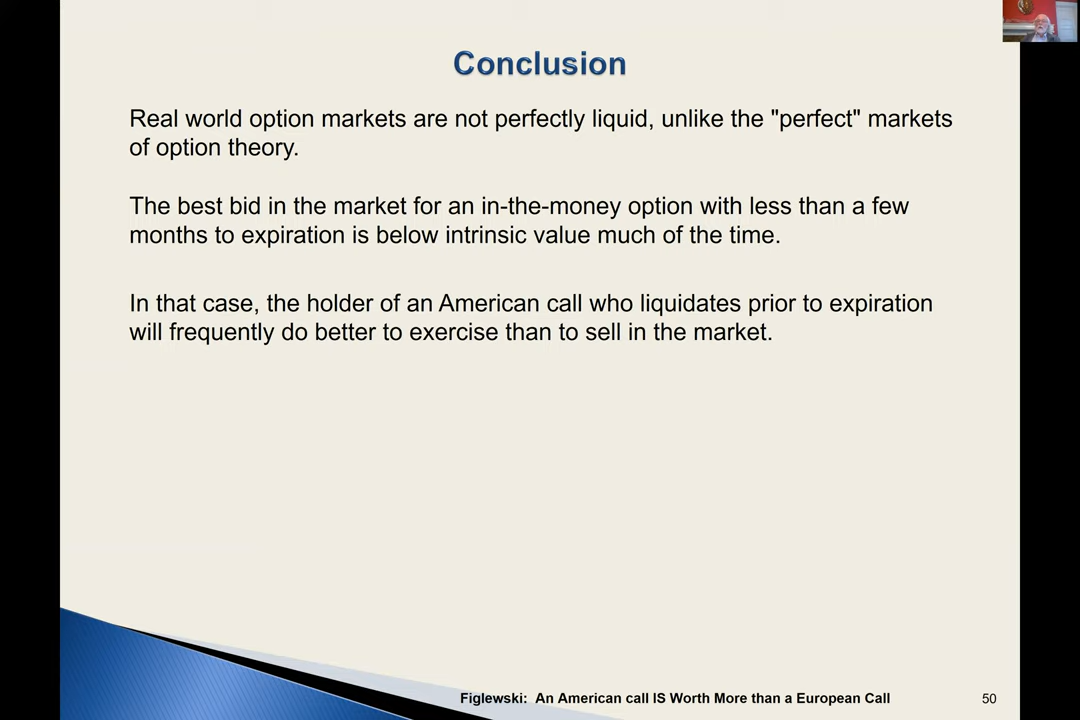 Conclusion
Real world option markets are not perfectly liquid, unlike the "perfect" markets
of option theory.
The best bid in the market for an in-the-money option with less than a few
months to expiration is below intrinsic value much of the time.
In that case, the holder of an American call who liquidates prior to expiration
will frequently do better to exercise than to sell in the market.
Figlewski: An American call IS Worth More than a European Call
50